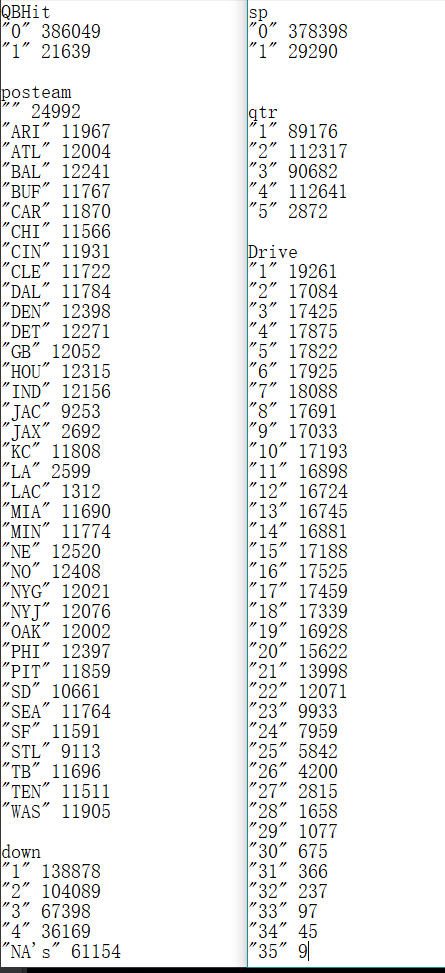 QBHit
"0" 386049
"1" 21639
posteam
"" 24992
"ARI" 11967
"ATL" 12004
"BAL" 12241
"BUF" 11767
"CAR" 11870
"CHI" 11566
"CIN" 11931
"CLE" 11722
"DAL" 11784
"DEN" 12398
"DET" 12271
"GB" 12052
"HOU" 12315
"IND" 12156
"JAC" 9253
"JAX" 2692
"KC" 11808
"LA" 2599
"LAC" 1312
"MIA" 11690
"MIN" 11774
"NE" 12520
"NO" 12408
"NYG" 12021
"NYJ" 12076
"OAK" 12002
"PHI" 12397
"PIT" 11859
"SD" 10661
"SEA" 11764
"SF" 11591
"STL" 9113
"TB" 11696
"TEN" 11511
"WAS" 11905
down
"1" 138878
"2" 104089
"3" 67398
"4" 36169
"NA's" 61154
sp
"0" 378398
"1" 29290
qtr
"1" 89176
"2" 112317
"3" 90682
"4" 112641
"5" 2872
Drive
"1" 19261
"2" 17084
"3" 17425
"4" 17875
"5" 17822
"6" 17925
"7" 18088
"8" 17691
"9" 17033
"10" 17193
"11" 16898
"12" 16724
"13" 16745
"14" 16881
"15" 17188
"16" 17525
"17" 17459
"18" 17339
"19" 16928
"20" 15622
"21" 13998
"22" 12071
"23" 9933
"24" 7959
"25" 5842
"26" 4200
"27" 2815
"28" 1658
"29" 1077
"30" 675
"31" 366
"32" 237
"33" 97
"34" 45
"35" 9